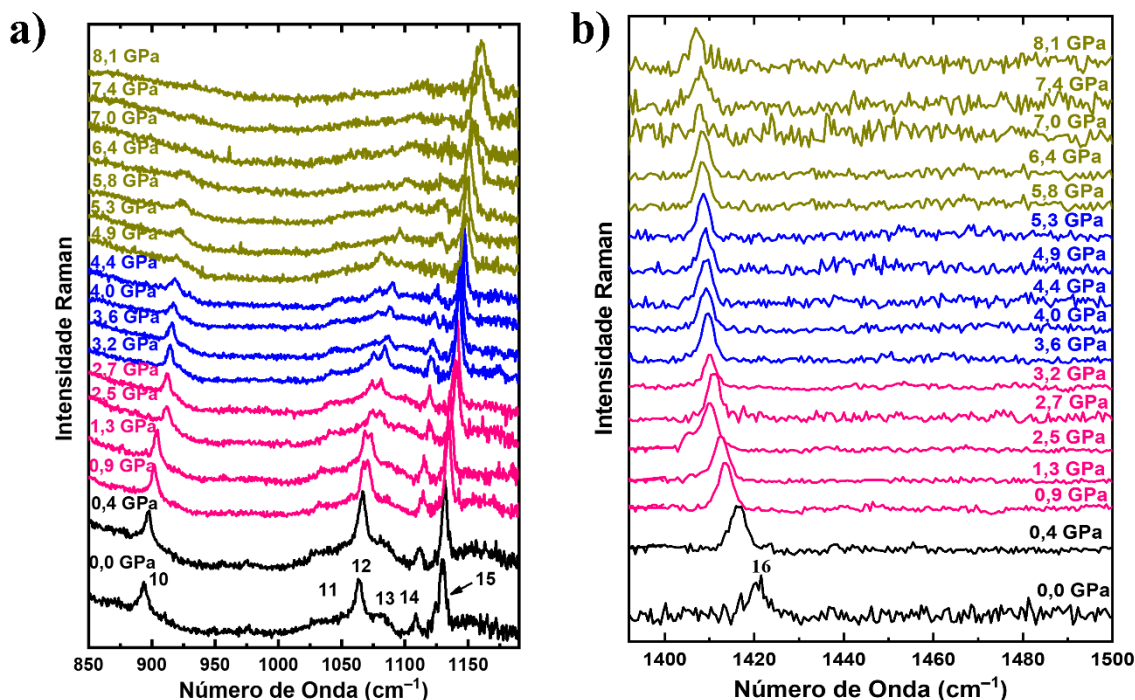 a)
8,1 GPa
7,4 GPa
7,0 GPa
6,4 GPa
5,8 GPa
5,3 GPa
4,9 GPa
4,4 GPa
4,0 GPa
3,6 GPa
3,2 GPa
2,7 GPa
2,5 GPa
1,3 GPa
0,9 GPa
0,4 GPa
0,0 GPa
10
11
12
13
14
15
Intensidade Raman
850 900 950 1000 1050 1100 1150
Número de Onda (cm⁻¹)
b)
8,1 GPa
7,4 GPa
7,0 GPa
6,4 GPa
5,8 GPa
5,3 GPa
4,9 GPa
4,4 GPa
4,0 GPa
3,6 GPa
3,2 GPa
2,7 GPa
2,5 GPa
1,3 GPa
0,9 GPa
0,4 GPa
16
0,0 GPa
Intensidade Raman
1400 1420 1440 1460 1480 1500
Número de Onda (cm⁻¹)